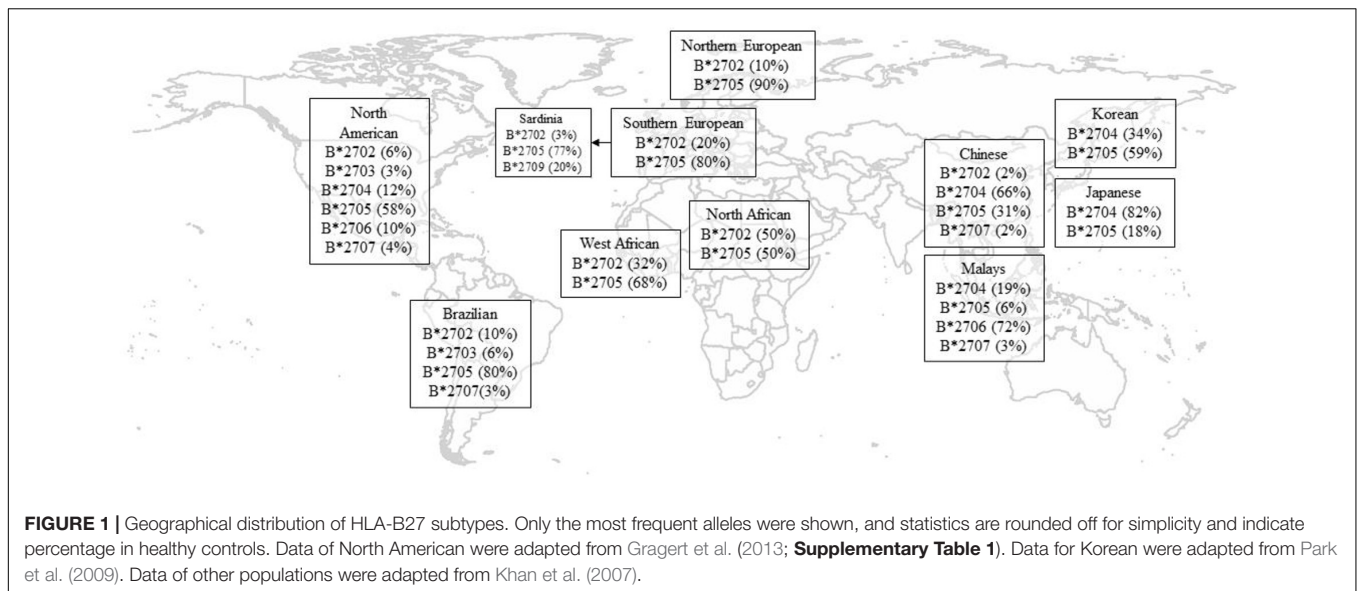 Northern European
B*2702 (10%)
B*2705 (90%)
North
American
B*2702 (6%)
B*2703 (3%)
B*2704 (12%)
B*2705 (58%)
B*2706 (10%)
B*2707 (4%)
Sardinia
B*2702 (3%)
B*2705 (77%)
B*2709 (20%)
Southern European
B*2702 (20%)
B*2705 (80%)
Korean
B*2704 (34%)
B*2705 (59%)
Chinese
B*2702 (2%)
B*2704 (66%)
B*2705 (31%)
B*2707 (2%)
Japanese
B*2704 (82%)
B*2705 (18%)
North African
B*2702 (50%)
B*2705 (50%)
West African
B*2702 (32%)
B*2705 (68%)
Malays
B*2704 (19%)
B*2705 (6%)
B*2706 (72%)
B*2707 (3%)
Brazilian
B*2702 (10%)
B*2703 (6%)
B*2705 (80%)
B*2707(3%)
FIGURE 1 | Geographical distribution of HLA-B27 subtypes. Only the most frequent alleles were shown, and statistics are rounded off for simplicity and indicate
percentage in healthy controls. Data of North American were adapted from Gragert et al. (2013; Supplementary Table 1). Data for Korean were adapted from Park
et al. (2009). Data of other populations were adapted from Khan et al. (2007).